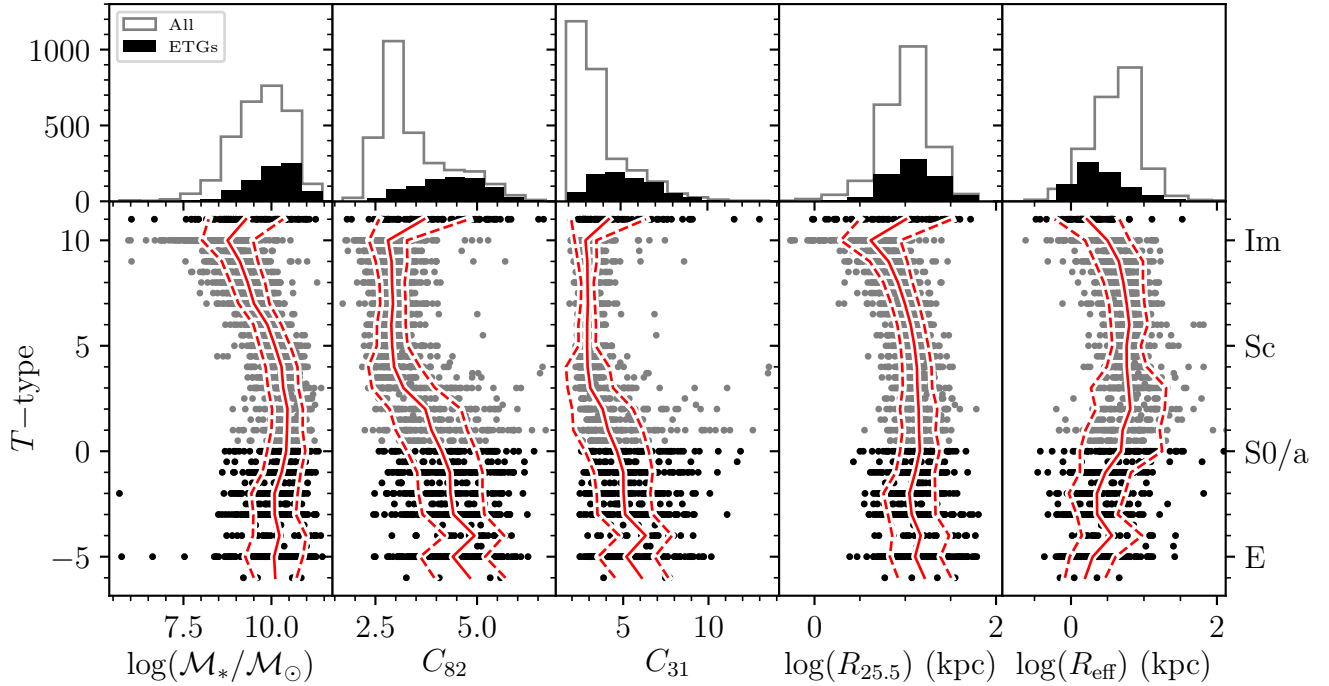 All
ETGs
1000
500
0
10
5
0
−5
T−type
Im
Sc
S0/a
E
7.5 10.0
2.5 5.0
5 10
0 2
0 2
log(ℳ∗/ℳ⊙)
C₈₂
C₃₁
log(R₂₅.₅) (kpc)
log(R_eff) (kpc)